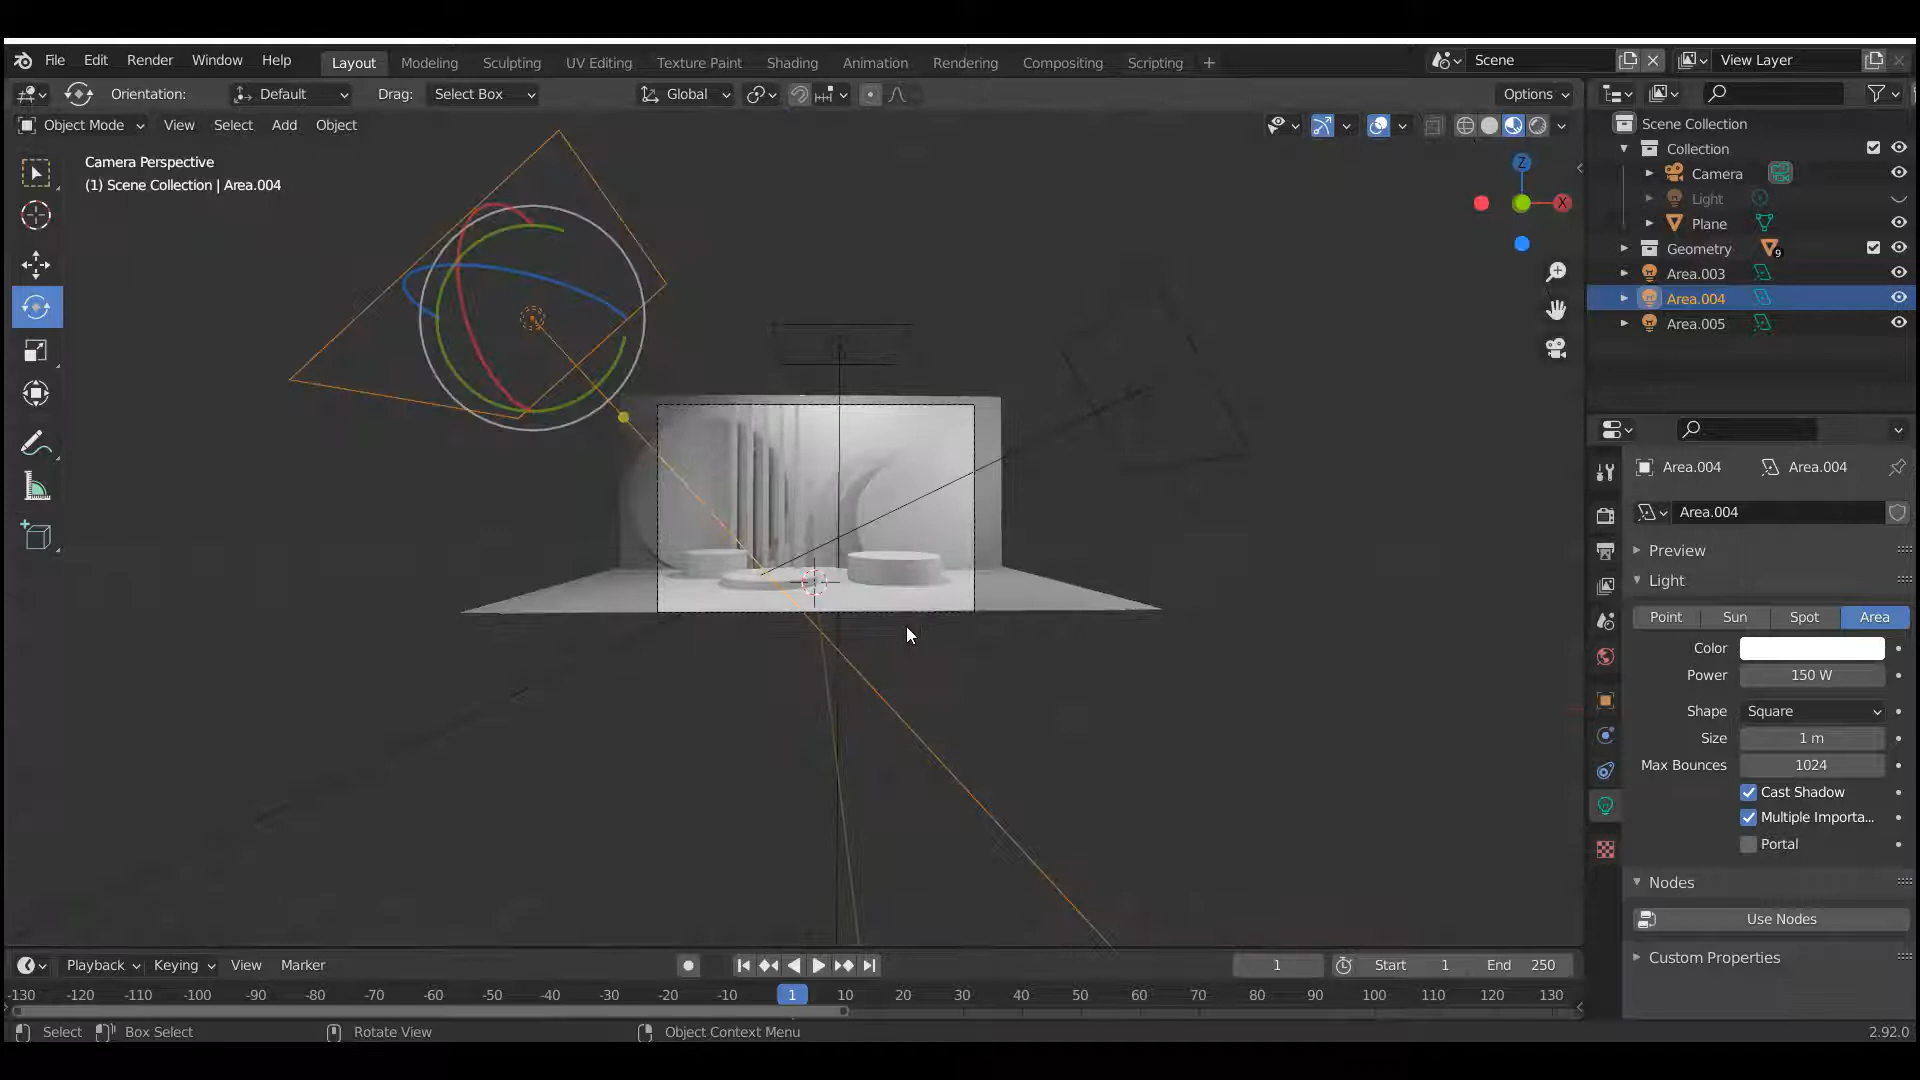 File Edit Render Window Help Layout Modeling Sculpting UV Editing Texture Paint Shading Animation Rendering Compositing Scripting + Scene View Layer
Orientation: Default Drag: Select Box Global Options
Object Mode View Select Add Object
Camera Perspective
(1) Scene Collection | Area.004
Z
X
Scene Collection
Collection
Camera
Light
Plane
Geometry 9
Area.003
Area.004
Area.005
Area.004 Area.004
Area.004
Preview
Light
Point Sun Spot Area
Color
Power 150 W
Shape Square
Size 1 m
Max Bounces 1024
Cast Shadow
Multiple Importa...
Portal
Nodes
Use Nodes
Custom Properties
Playback Keying View Marker 1 Start 1 End 250
-130 -120 -110 -100 -90 -80 -70 -60 -50 -40 -30 -20 -10 1 10 20 30 40 50 60 70 80 90 100 110 120 130
Select Box Select Rotate View Object Context Menu 2.92.0